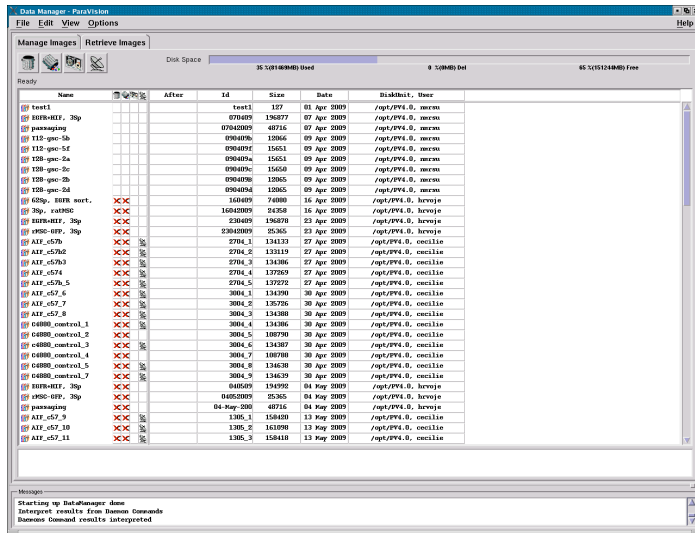 Data Manager - ParaVision
File Edit View Options Help
Manage Images Retrieve Images
Disk Space
35 %(81469MB) Used 0 %(0MB) Del 65 %(151244MB) Free
Ready
Name After Id Size Date DiskUnit, User
test1 test1 127 01 Apr 2009 /opt/PV4.0, nmrsu
EGFR+HIF, 3Sp 070409 196877 07 Apr 2009 /opt/PV4.0, nmrsu
passaging 07042009 48716 07 Apr 2009 /opt/PV4.0, nmrsu
T12-gsc-5b 090409h 12066 09 Apr 2009 /opt/PV4.0, nmrsu
T12-gsc-5f 090409f 15651 09 Apr 2009 /opt/PV4.0, nmrsu
T28-gsc-2a 090409a 15651 09 Apr 2009 /opt/PV4.0, nmrsu
T28-gsc-2c 090409c 15650 09 Apr 2009 /opt/PV4.0, nmrsu
T28-gsc-2b 090409B 12065 09 Apr 2009 /opt/PV4.0, nmrsu
T28-gsc-2d 090409d 12065 09 Apr 2009 /opt/PV4.0, nmrsu
62Sp, EGFR sort, 160409 74080 16 Apr 2009 /opt/PV4.0, hrvoje
3Sp, ratMSC 16042009 24358 16 Apr 2009 /opt/PV4.0, hrvoje
EGFR+HIF, 3Sp 230409 196878 23 Apr 2009 /opt/PV4.0, hrvoje
rMSC-GFP, 3Sp 23042009 25365 23 Apr 2009 /opt/PV4.0, hrvoje
AIF_c57b 2704_1 134133 27 Apr 2009 /opt/PV4.0, cecilie
AIF_c57b2 2704_2 133119 27 Apr 2009 /opt/PV4.0, cecilie
AIF_c57b3 2704_3 134386 27 Apr 2009 /opt/PV4.0, cecilie
AIF_c574 2704_4 137269 27 Apr 2009 /opt/PV4.0, cecilie
AIF_c57b_5 2704_5 137272 27 Apr 2009 /opt/PV4.0, cecilie
AIF_c57_6 3004_1 134390 30 Apr 2009 /opt/PV4.0, cecilie
AIF_c57_7 3004_2 135726 30 Apr 2009 /opt/PV4.0, cecilie
AIF_c57_8 3004_3 134388 30 Apr 2009 /opt/PV4.0, cecilie
C4880_comtrol_1 3004_4 134386 30 Apr 2009 /opt/PV4.0, cecilie
C4880_comtrol_2 3004_5 108790 30 Apr 2009 /opt/PV4.0, cecilie
C4880_comtrol_3 3004_6 134387 30 Apr 2009 /opt/PV4.0, cecilie
C4880_comtrol_4 3004_7 108788 30 Apr 2009 /opt/PV4.0, cecilie
C4880_comtrol_5 3004_8 134638 30 Apr 2009 /opt/PV4.0, cecilie
C4880_comtrol_7 3004_9 134639 30 Apr 2009 /opt/PV4.0, cecilie
EGFR+HIF, 3Sp 040509 194992 04 May 2009 /opt/PV4.0, hrvoje
rMSC-GFP, 3Sp 04052009 25365 04 May 2009 /opt/PV4.0, hrvoje
passaging 04-May-200 48716 04 May 2009 /opt/PV4.0, hrvoje
AIF_c57_9 1305_1 158420 13 May 2009 /opt/PV4.0, cecilie
AIF_c57_10 1305_2 161098 13 May 2009 /opt/PV4.0, cecilie
AIF_c57_11 1305_3 158418 13 May 2009 /opt/PV4.0, cecilie
Messages
Starting up DataManager done
Interpret results from Daemon Commands
Daemons Command results interpreted